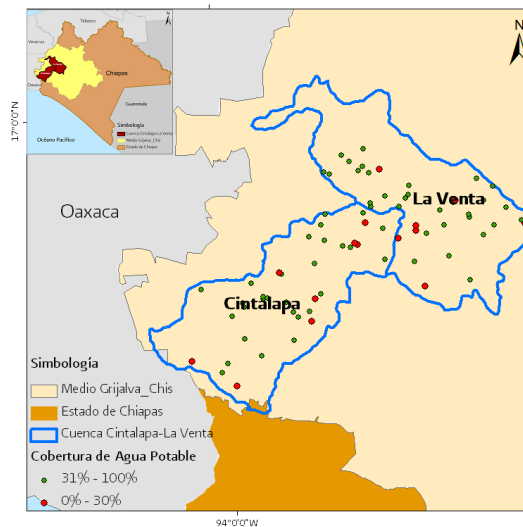 Tabasco
Veracruz
Oaxaca
Chiapas
Guatemala
Océano Pacífico
Simbología
Cuenca Cintalapa-La Venta
Medio Grijalva_Chis
Estado de Chiapas
N
17°0'0"N
Oaxaca
La Venta
Cintalapa
Simbología
Medio Grijalva_Chis
Estado de Chiapas
Cuenca Cintalapa-La Venta
Cobertura de Agua Potable
31% - 100%
0% - 30%
94°0'0"W